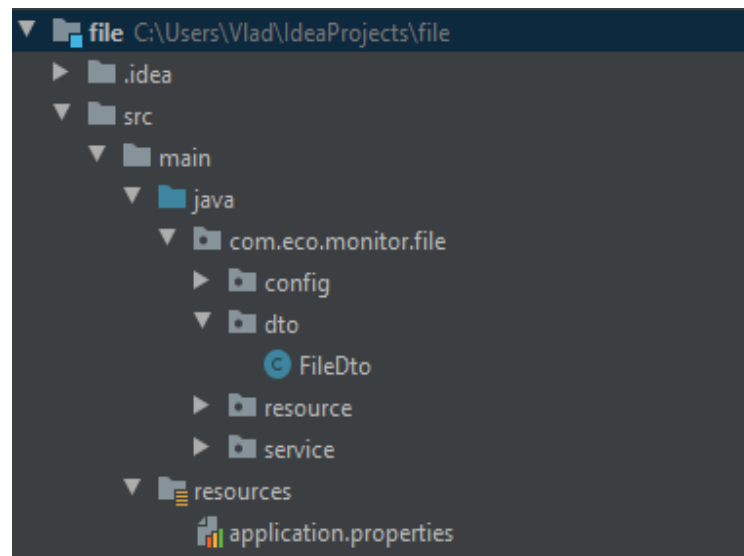 file C:\Users\Vlad\IdeaProjects\file
.idea
src
main
java
com.eco.monitor.file
config
dto
C FileDto
resource
service
resources
application.properties